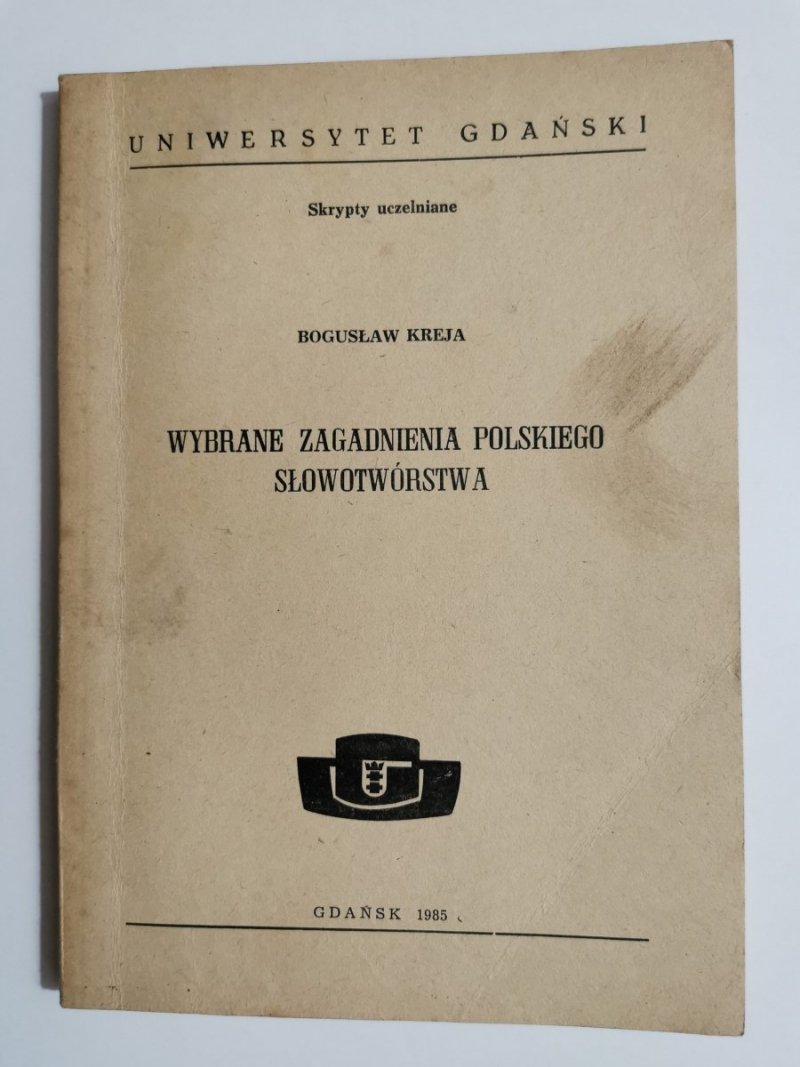 UNIWERSYTET GDAŃSKI
Skrypty uczelniane
BOGUSŁAW KREJA
WYBRANE ZAGADNIENIA POLSKIEGO
SŁOWOTWÓRSTWA
GDAŃSK 1985